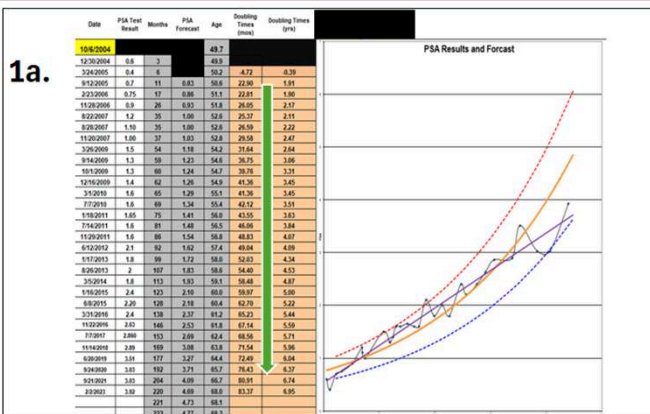 1a.
Date PSA Test Result Months PSA Forecast Age Doubling Times (mos) Doubling Times (yrs)
10/6/2004 49.7
12/30/2004 0.6 3 49.9
3/24/2005 0.4 6 50.2 -4.72 -0.39
9/12/2005 0.7 11 0.83 50.6 22.90 1.91
2/23/2006 0.75 17 0.86 51.1 22.81 1.90
11/28/2006 0.9 26 0.93 51.8 26.05 2.17
8/22/2007 1.2 35 1.00 52.6 25.37 2.11
8/28/2007 1.10 35 1.00 52.6 26.59 2.22
11/20/2007 1.00 37 1.03 52.8 29.58 2.47
3/26/2009 1.5 54 1.18 54.2 31.64 2.64
9/14/2009 1.3 59 1.23 54.6 36.75 3.06
10/1/2009 1.3 60 1.24 54.7 39.76 3.31
12/16/2009 1.4 62 1.26 54.9 41.36 3.45
3/1/2010 1.6 65 1.29 55.1 41.36 3.45
7/7/2010 1.6 69 1.34 55.4 42.12 3.51
1/18/2011 1.65 75 1.41 56.0 43.55 3.63
7/14/2011 1.6 81 1.48 56.5 46.06 3.84
11/29/2011 1.6 86 1.54 56.8 48.83 4.07
6/12/2012 2.1 92 1.62 57.4 49.04 4.09
1/17/2013 1.8 99 1.72 58.0 52.03 4.34
8/26/2013 2 107 1.83 58.6 54.40 4.53
3/5/2014 1.8 113 1.93 59.1 58.48 4.87
1/16/2015 2.4 123 2.10 60.0 59.97 5.00
6/8/2015 2.20 128 2.18 60.4 62.70 5.22
3/31/2016 2.4 138 2.37 61.2 65.23 5.44
11/22/2016 2.63 146 2.53 61.8 67.14 5.59
7/7/2017 2.860 153 2.69 62.4 68.56 5.71
11/14/2018 2.89 169 3.08 63.8 71.54 5.96
6/20/2019 3.51 177 3.27 64.4 72.49 6.04
9/24/2020 3.03 192 3.71 65.7 76.43 6.37
9/21/2021 3.03 204 4.09 66.7 80.91 6.74
2/2/2023 3.92 220 4.69 68.0 83.37 6.95
221 4.73 68.1
PSA Results and Forcast